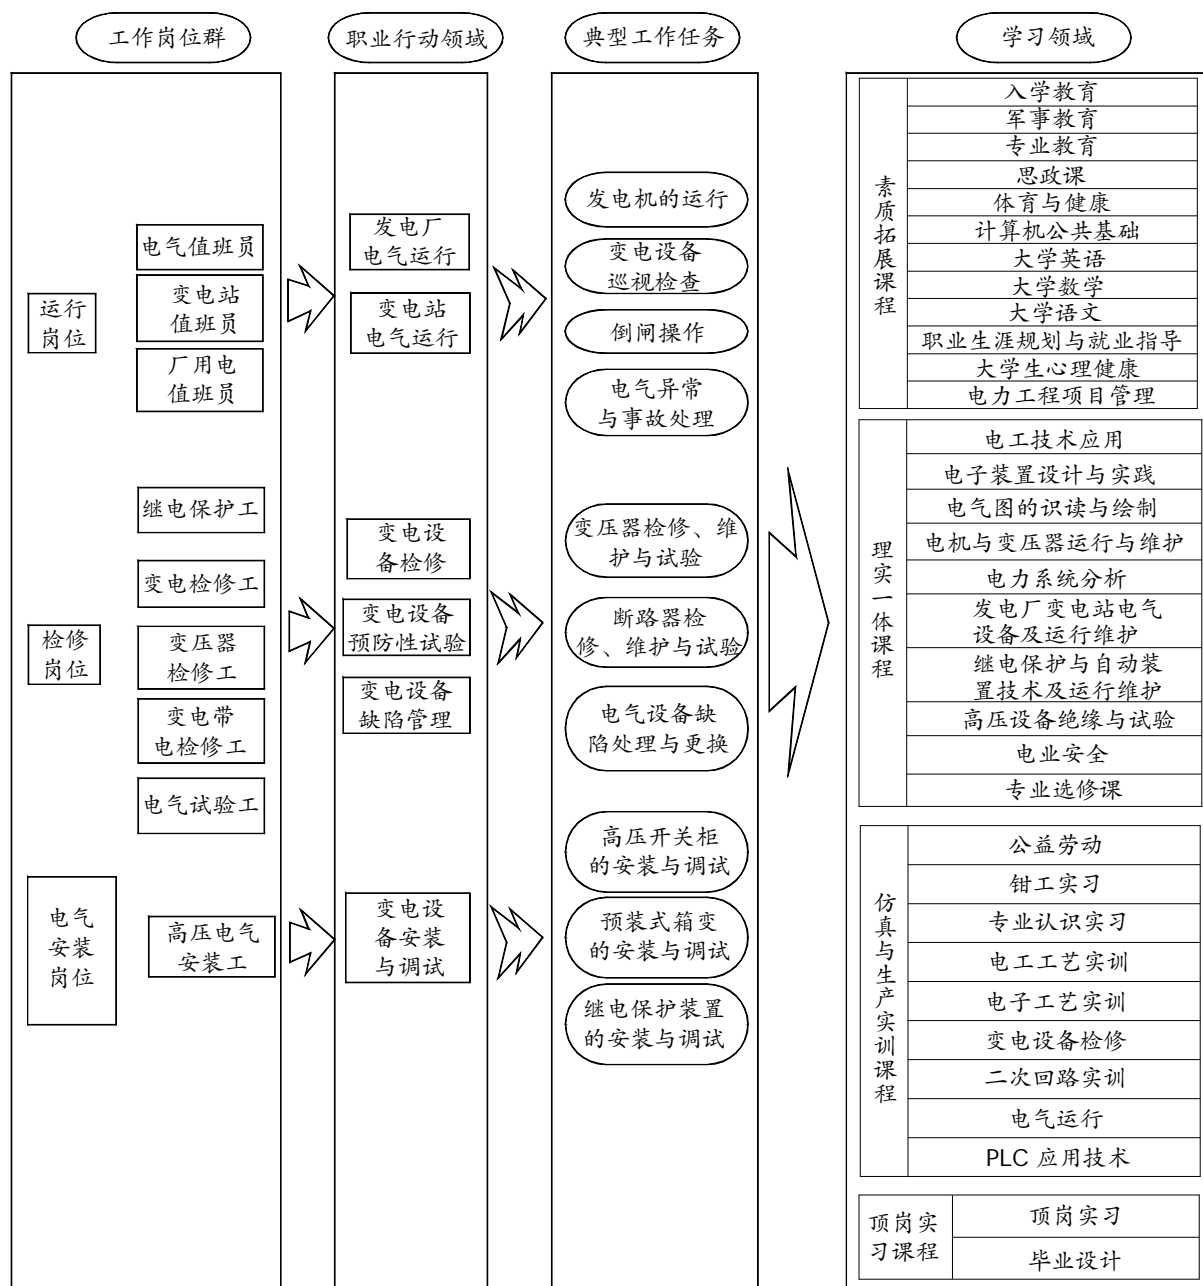 工作岗位群
职业行动领域
典型工作任务
学习领域
运行
岗位
电气值班员
变电站
值班员
厂用电
值班员
发电厂
电气运行
变电站
电气运行
发电机的运行
变电设备
巡视检查
倒闸操作
电气异常
与事故处理
检修
岗位
继电保护工
变电检修工
变压器
检修工
变电带
电检修工
电气试验工
变电设
备检修
变电设备
预防性试验
变电设备
缺陷管理
变压器检修、维
护与试验
断路器检
修、维护与试验
电气设备缺
陷处理与更换
电气
安装
岗位
高压电气
安装工
变电设
备安装
与调试
高压开关柜
的安装与调试
预装式箱变
的安装与调试
继电保护装置
的安装与调试
素质拓展课程
入学教育
军事教育
专业教育
思政课
体育与健康
计算机公共基础
大学英语
大学数学
大学语文
职业生涯规划与就业指导
大学生心理健康
电力工程项目管理
理实一体课程
电工技术应用
电子装置设计与实践
电气图的识读与绘制
电机与变压器运行与维护
电力系统分析
发电厂变电站电气
设备及运行维护
继电保护与自动装
置技术及运行维护
高压设备绝缘与试验
电业安全
专业选修课
仿真与生产实训课程
公益劳动
钳工实习
专业认识实习
电工工艺实训
电子工艺实训
变电设备检修
二次回路实训
电气运行
PLC 应用技术
顶岗实
习课程
顶岗实习
毕业设计